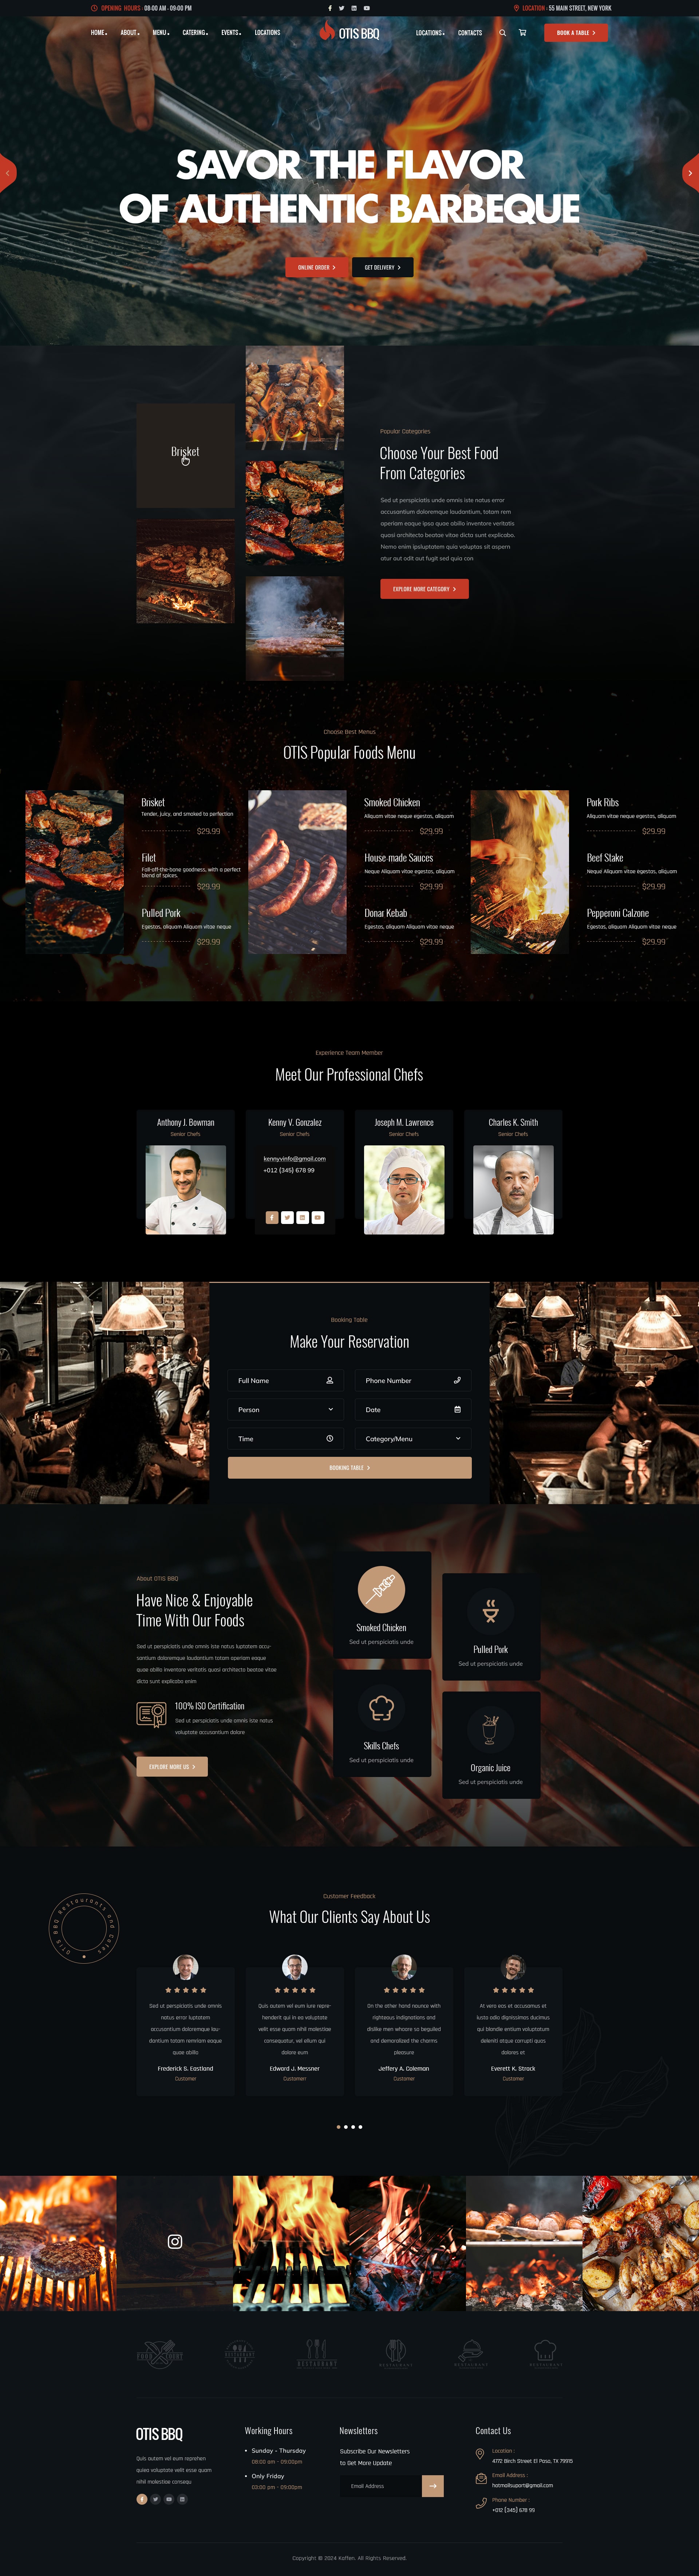 OPENING HOURS : 08:00 AM - 09:00 PM
LOCATION : 55 MAIN STREET, NEW YORK
HOME
ABOUT
MENU
CATERING
EVENTS
LOCATIONS
OTIS BBQ
LOCATIONS
CONTACTS
BOOK A TABLE
SAVOR THE FLAVOR
OF AUTHENTIC BARBEQUE
ONLINE ORDER
GET DELIVERY
Brisket
Popular Categories
Choose Your Best Food
From Categories
Sed ut perspiciatis unde omnis iste natus error
accusantium doloremque laudantium, totam rem
aperiam eaque ipsa quae abillo inventore veritatis
quasi architecto beatae vitae dicta sunt explicabo.
Nemo enim ipsluptatem quia voluptas sit aspern
atur aut odit aut fugit sed quia con
EXPLORE MORE CATEGORY
Choose Best Menus
OTIS Popular Foods Menu
Brisket
Tender, juicy, and smoked to perfection
$29.99
Filet
Fall-off-the-bone goodness, with a perfect
blend of spices.
$29.99
Pulled Pork
Egestas, aliquam Aliquam vitae neque
$29.99
Smoked Chicken
Aliquam vitae neque egestas, aliquam
$29.99
House-made Sauces
Neque Aliquam vitae egestas, aliquam
$29.99
Donar Kebab
Egestas, aliquam Aliquam vitae neque
$29.99
Pork Ribs
Aliquam vitae neque egestas, aliquam
$29.99
Beef Stake
Neque Aliquam vitae egestas, aliquam
$29.99
Pepperoni Calzone
Egestas, aliquam Aliquam vitae neque
$29.99
Experience Team Member
Meet Our Professional Chefs
Anthony J. Bowman
Senior Chefs
Kenny V. Gonzalez
Senior Chefs
kennyvinfo@gmail.com
+012 (345) 678 99
Joseph M. Lawrence
Senior Chefs
Charles K. Smith
Senior Chefs
Booking Table
Make Your Reservation
Full Name
Phone Number
Person
Date
Time
Category/Menu
BOOKING TABLE
About OTIS BBQ
Have Nice & Enjoyable
Time With Our Foods
Sed ut perspiciatis unde omnis iste natus luptatem accu-
santium doloremque laudantium totam aperiam eaque
quae abillo inventore veritatis quasi architecto beatae vitae
dicta sunt explicabo enim
100% ISO Certification
Sed ut perspiciatis unde omnis iste natus
voluptate accusantium dolore
EXPLORE MORE US
Smoked Chicken
Sed ut perspiciatis unde
Pulled Pork
Sed ut perspiciatis unde
Skills Chefs
Sed ut perspiciatis unde
Organic Juice
Sed ut perspiciatis unde
OTIS BBQ Restaurants and Cafes
Customer Feedback
What Our Clients Say About Us
Sed ut perspiciatis unde omnis
natus error luptatem
accusantium doloremque lau-
dantium totam remriam eaque
quae abillo
Frederick S. Eastland
Customer
Quis autem vel eum iure repre-
henderit qui in ea voluptate
velit esse quam nihil molestiae
consequatur, vel illum qui
dolore eum
Edward J. Messner
Customer
On the other hand nounce with
righteous indignations and
dislike men whoare so beguiled
and demoralized the charms
pleasure
Jeffery A. Coleman
Customer
At vero eos et accusamus et
iusto odio dignissimos ducimus
qui blandie entium voluptatum
deleniti atque corrupti quos
dolores et
Everett K. Strack
Customer
RESTAURANT
OTIS BBQ
Quis autem vel eum reprehen
quiea voluptate velit esse quam
nihil molestiae consequ
Working Hours
Sunday - Thursday
08:00 am - 09:00pm
Only Friday
03:00 pm - 09:00pm
Newsletters
Subscribe Our Newsletters
to Get More Update
Email Address
Contact Us
Location :
4772 Birch Street El Paso, TX 79915
Email Address :
hotmailsuport@gmail.com
Phone Number :
+012 (345) 678 99
Copyright © 2024 Koffen. All Rights Reserved.